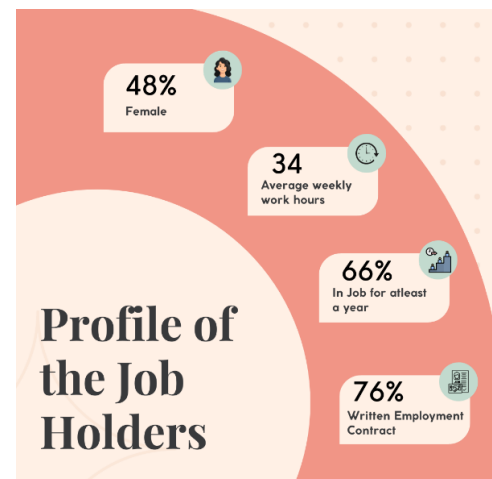 48%
Female
34
Average weekly
work hours
66%
In Job for atleast
a year
76%
Written Employment
Contract
Profile of
the Job
Holders